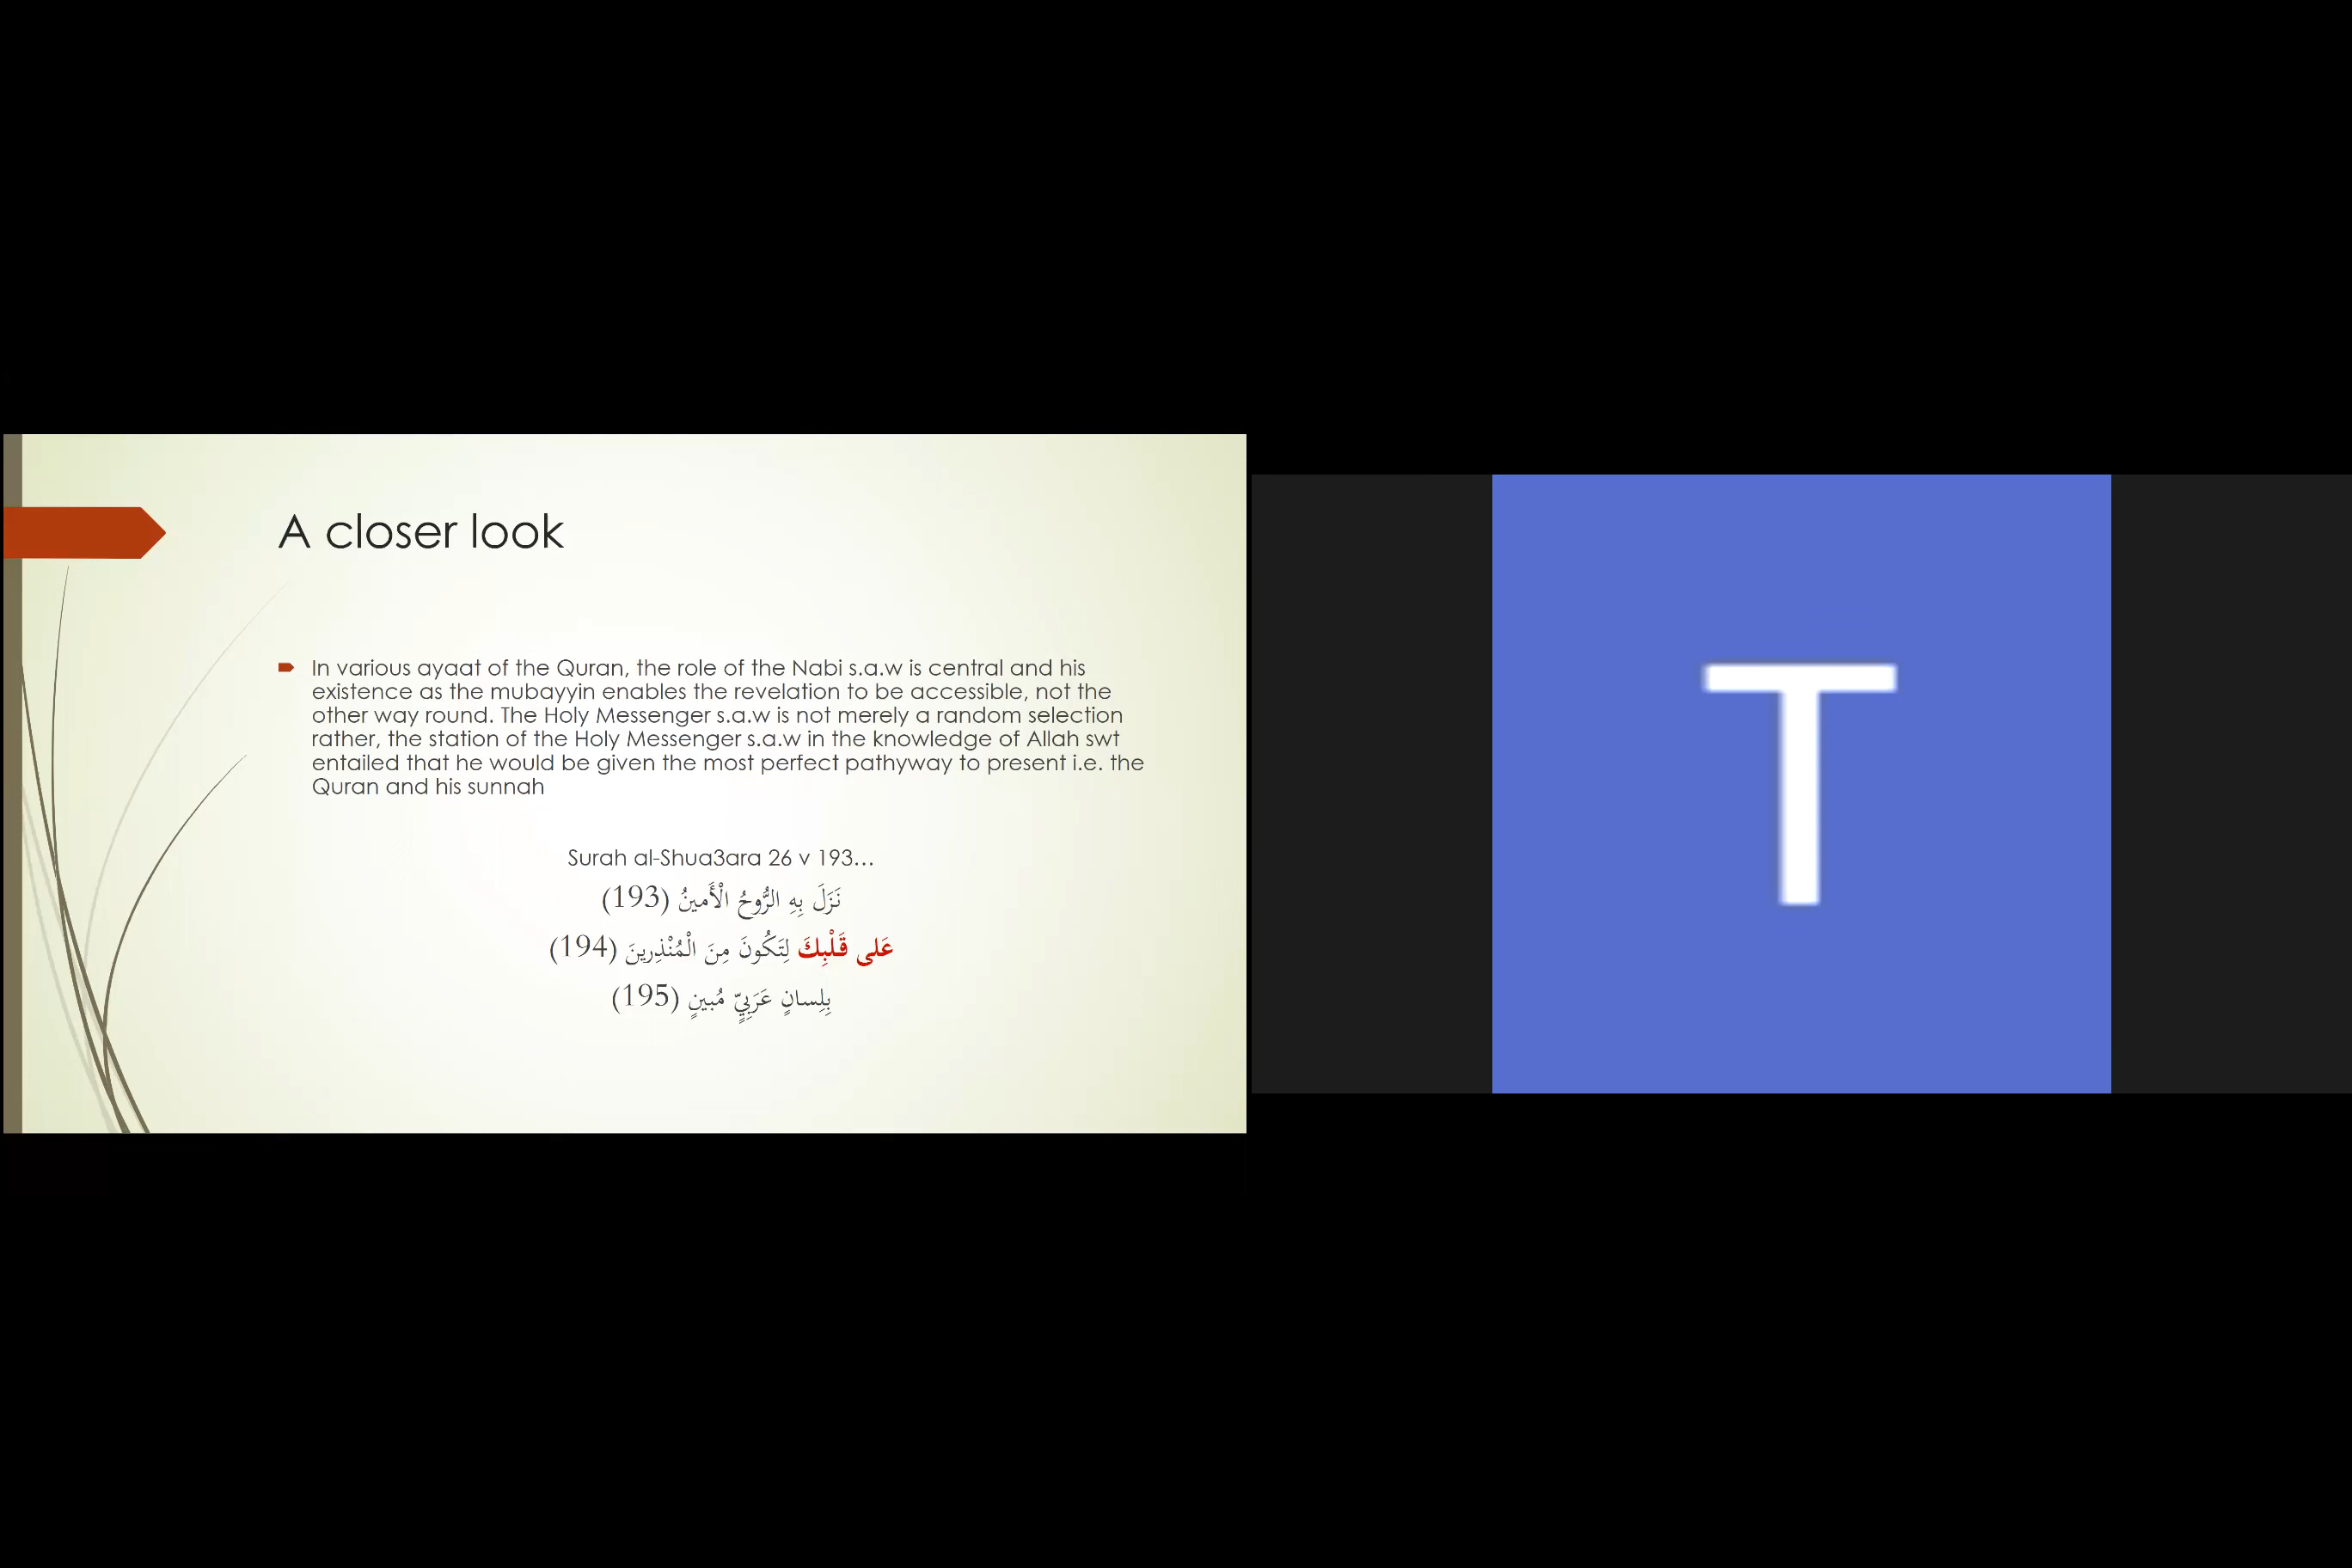 A closer look
In various ayaat of the Quran, the role of the Nabi s.a.w is central and his
existence as the mubayyin enables the revelation to be accessible, not the
other way round. The Holy Messenger s.a.w is not merely a random selection
rather, the station of the Holy Messenger s.a.w in the knowledge of Allah swt
entailed that he would be given the most perfect pathyway to present i.e. the
Quran and his sunnah
Surah al-Shua3ara 26 v 193...
نَزَلَ بِهِ الرُّوحُ الْأَمينُ (193)
عَلى قَلْبِكَ لِتَكُونَ مِنَ الْمُنْذِرينَ (194)
بِلِسانٍ عَرَبِيٍّ مُبينٍ (195)
T